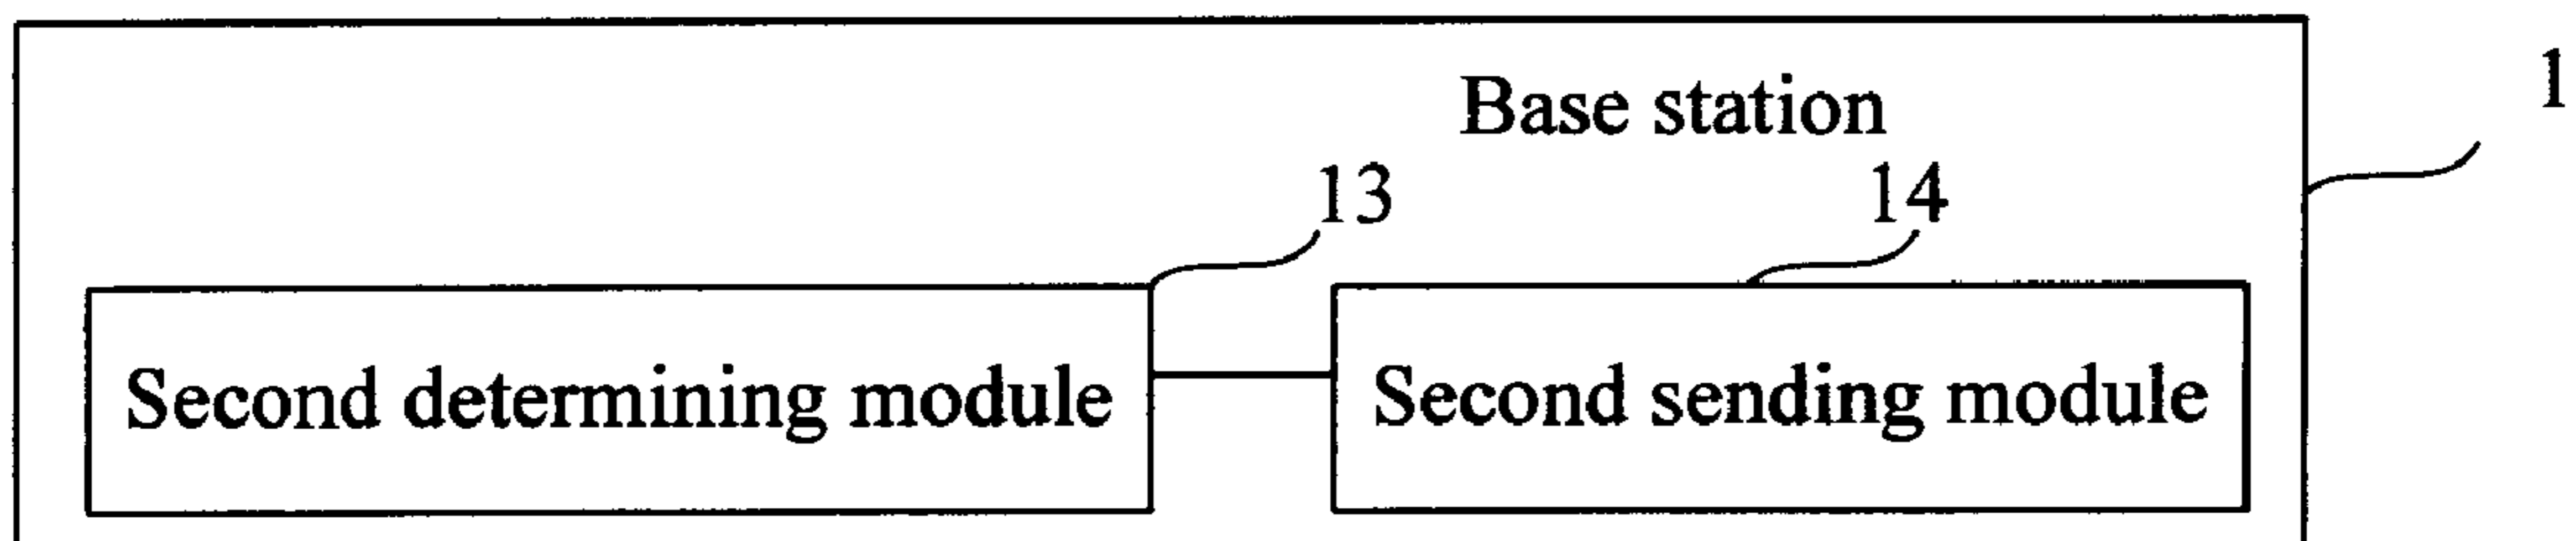 1
Base station
13
14
Second determining module
Second sending module